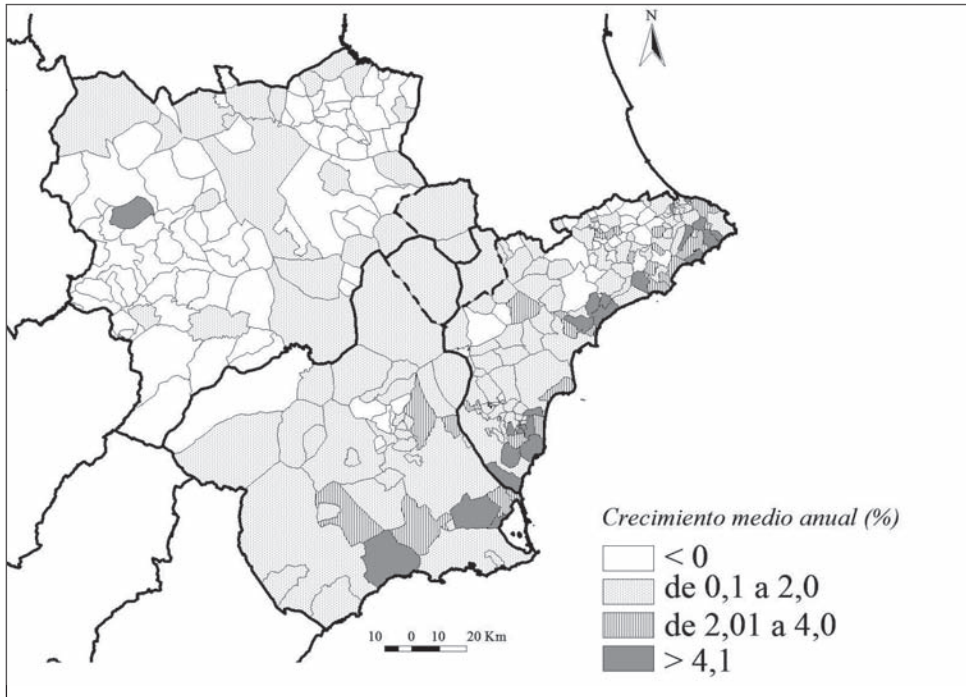 N
Crecimiento medio anual (%)
< 0
de 0,1 a 2,0
de 2,01 a 4,0
> 4,1
10 0 10 20 Km